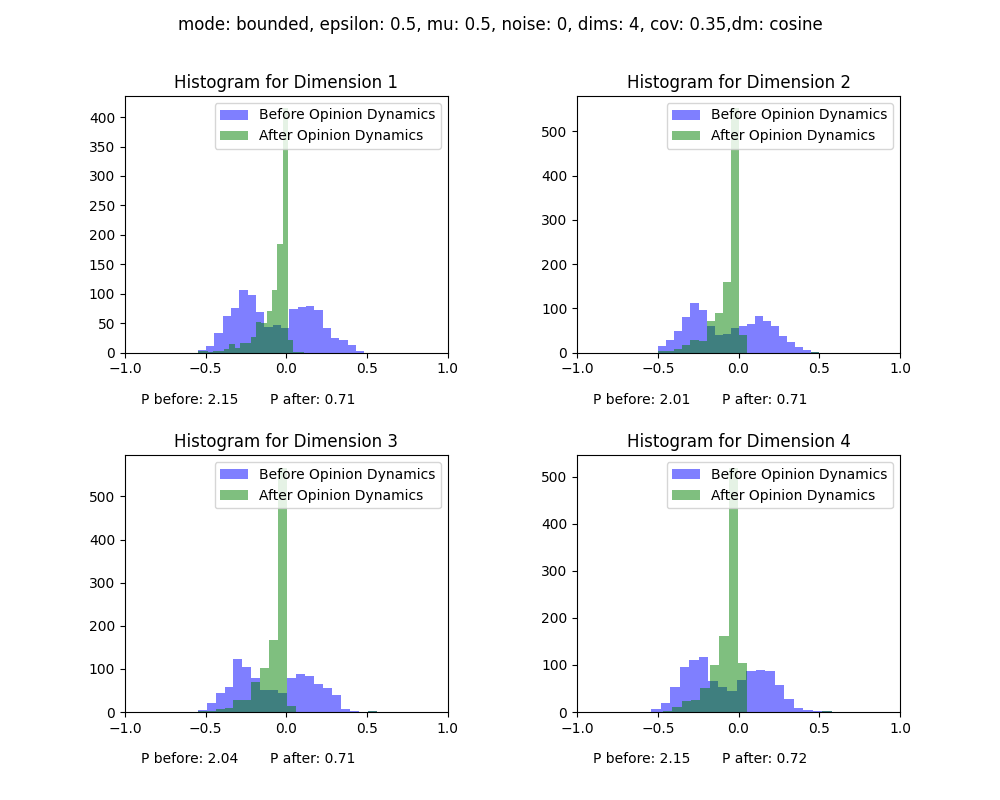 mode: bounded, epsilon: 0.5, mu: 0.5, noise: 0, dims: 4, cov: 0.35,dm: cosine
Histogram for Dimension 1
Before Opinion Dynamics
After Opinion Dynamics
400
350
300
250
200
150
100
50
0
−1.0 −0.5 0.0 0.5 1.0
P before: 2.15 P after: 0.71
Histogram for Dimension 2
Before Opinion Dynamics
After Opinion Dynamics
500
400
300
200
100
0
−1.0 −0.5 0.0 0.5 1.0
P before: 2.01 P after: 0.71
Histogram for Dimension 3
Before Opinion Dynamics
After Opinion Dynamics
500
400
300
200
100
0
−1.0 −0.5 0.0 0.5 1.0
P before: 2.04 P after: 0.71
Histogram for Dimension 4
Before Opinion Dynamics
After Opinion Dynamics
500
400
300
200
100
0
−1.0 −0.5 0.0 0.5 1.0
P before: 2.15 P after: 0.72